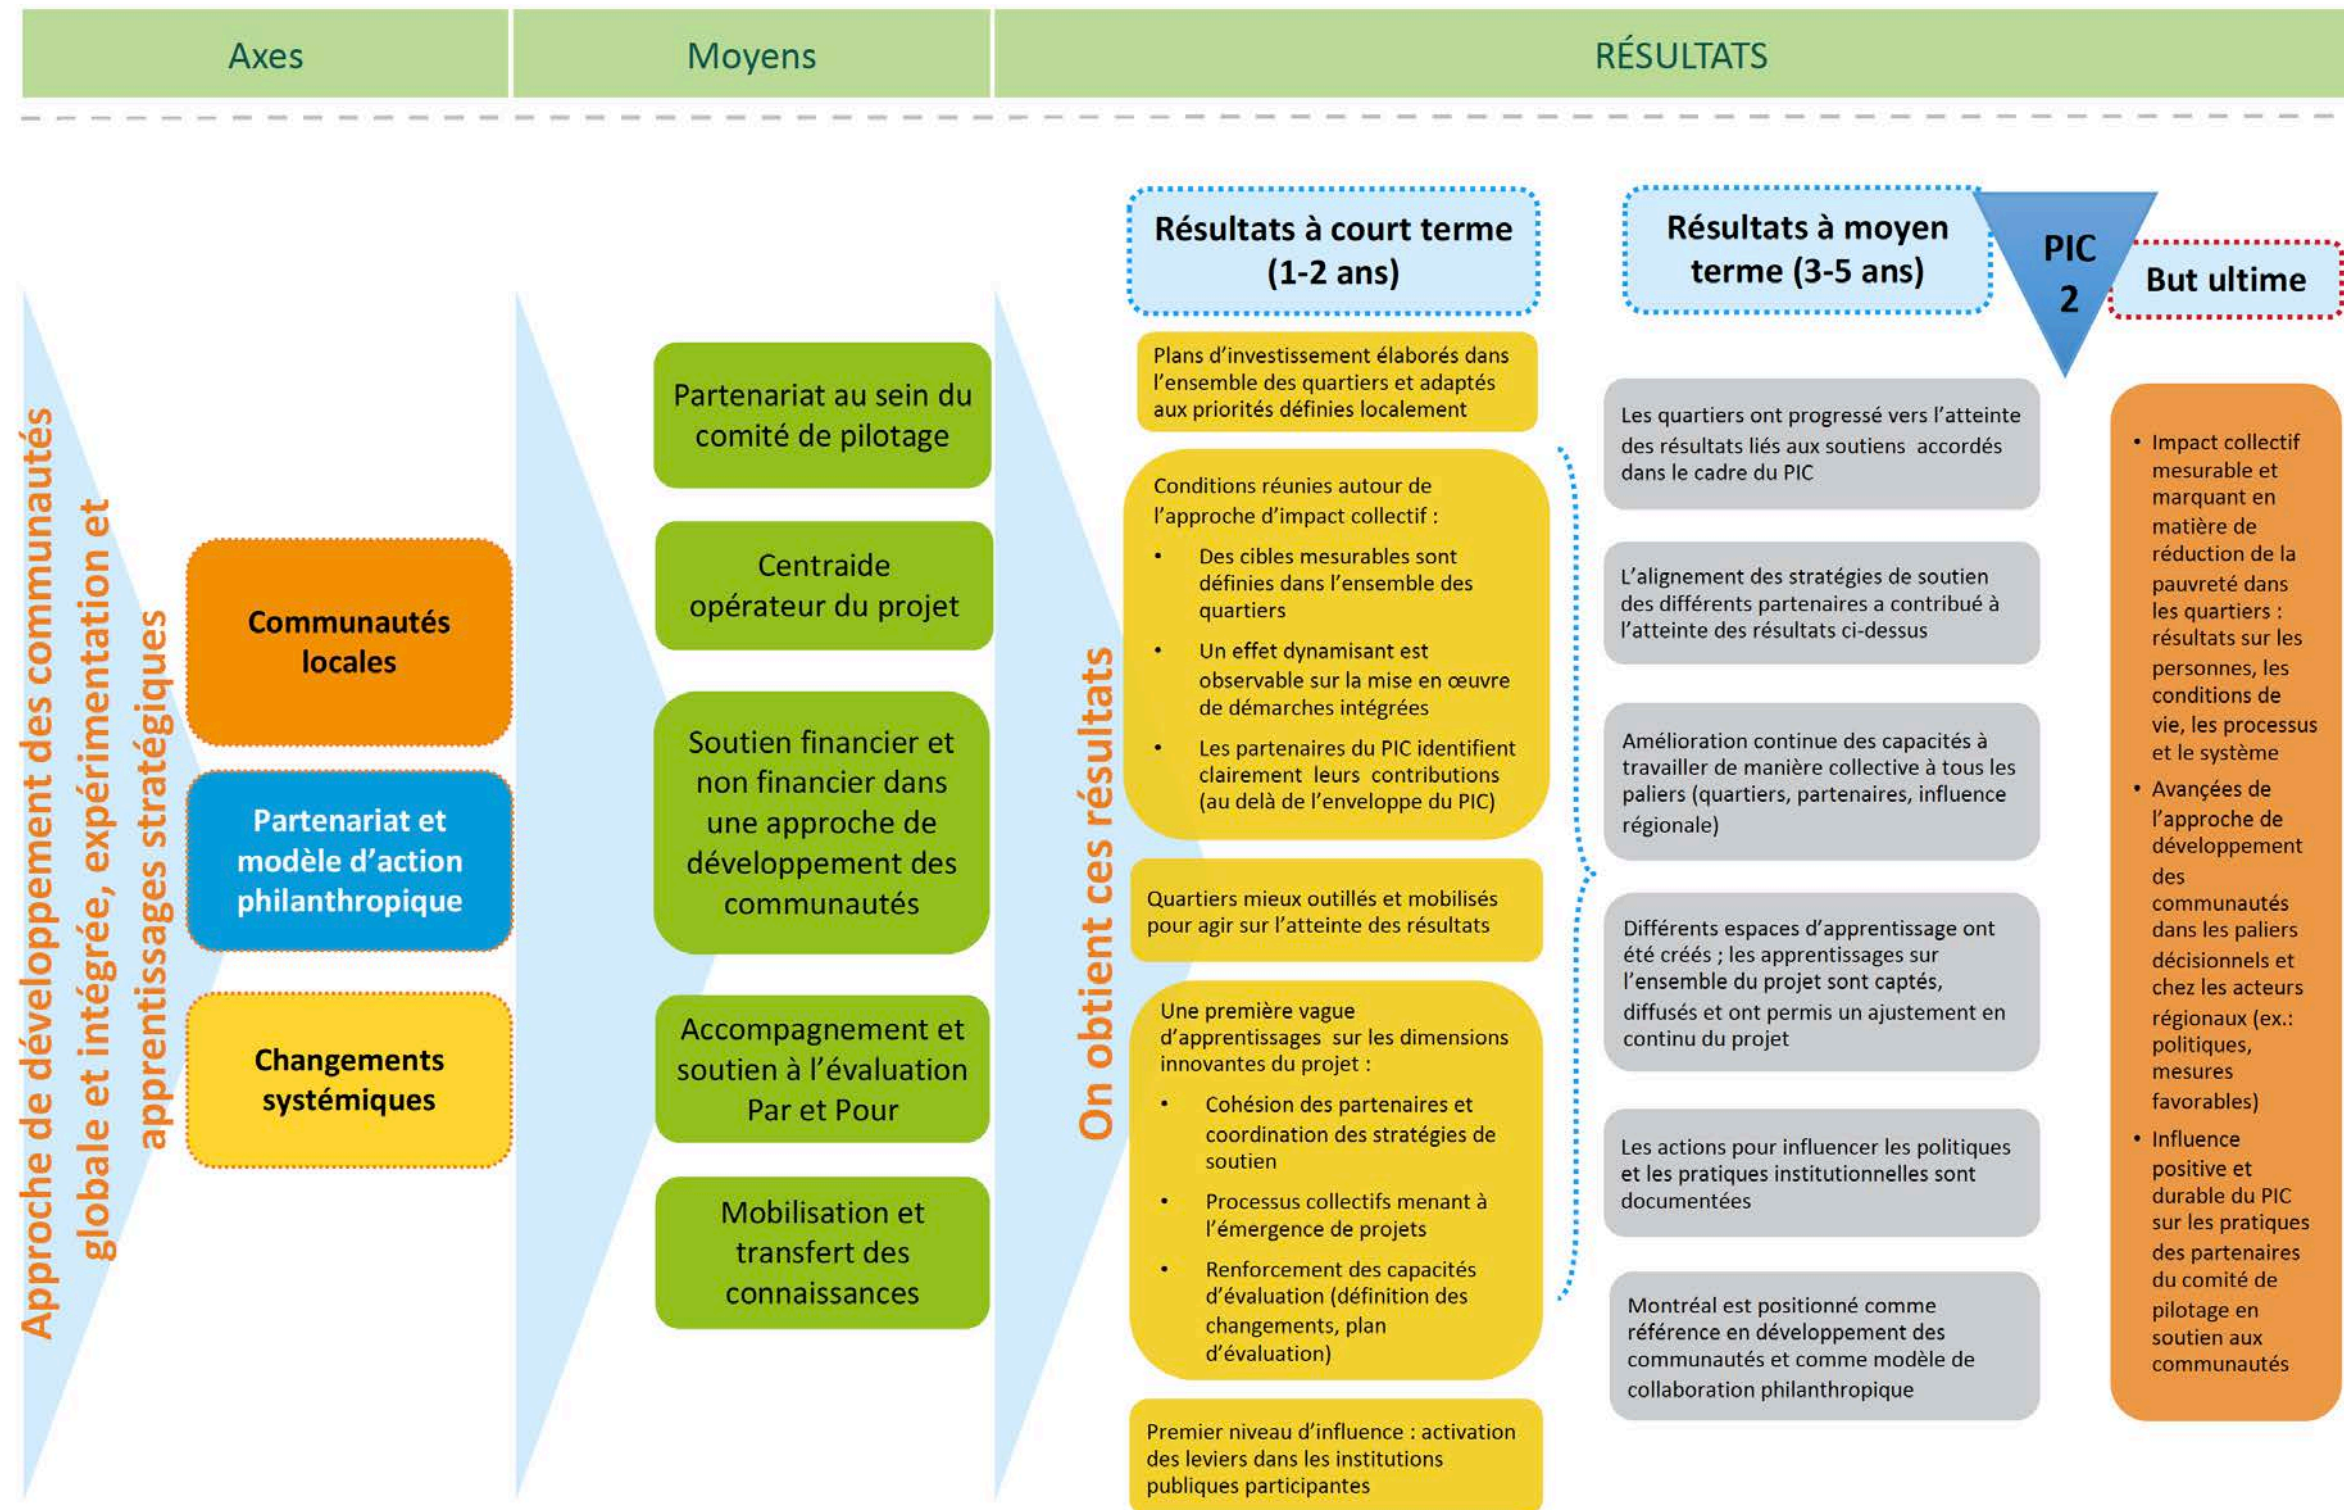 Axes
Moyens
RÉSULTATS
Approche de développement des communautés
globale et intégrée, expérimentation et
apprentissages stratégiques
Communautés
locales
Partenariat et
modèle d’action
philanthropique
Changements
systémiques
Partenariat au sein du
comité de pilotage
Centraide
opérateur du projet
Soutien financier et
non financier dans
une approche de
développement des
communautés
Accompagnement et
soutien à l’évaluation
Par et Pour
Mobilisation et
transfert des
connaissances
On obtient ces résultats
Résultats à court terme
(1-2 ans)
Plans d’investissement élaborés dans
l’ensemble des quartiers et adaptés
aux priorités définies localement
Conditions réunies autour de
l’approche d’impact collectif :
• Des cibles mesurables sont
définies dans l’ensemble des
quartiers
• Un effet dynamisant est
observable sur la mise en œuvre
de démarches intégrées
• Les partenaires du PIC identifient
clairement leurs contributions
(au delà de l’enveloppe du PIC)
Quartiers mieux outillés et mobilisés
pour agir sur l’atteinte des résultats
Une première vague
d’apprentissages sur les dimensions
innovantes du projet :
• Cohésion des partenaires et
coordination des stratégies de
soutien
• Processus collectifs menant à
l’émergence de projets
• Renforcement des capacités
d’évaluation (définition des
changements, plan
d’évaluation)
Premier niveau d’influence : activation
des leviers dans les institutions
publiques participantes
Résultats à moyen
terme (3-5 ans)
Les quartiers ont progressé vers l’atteinte
des résultats liés aux soutiens accordés
dans le cadre du PIC
L’alignement des stratégies de soutien
des différents partenaires a contribué à
l’atteinte des résultats ci-dessus
Amélioration continue des capacités à
travailler de manière collective à tous les
paliers (quartiers, partenaires, influence
régionale)
Différents espaces d’apprentissage ont
été créés ; les apprentissages sur
l’ensemble du projet sont captés,
diffusés et ont permis un ajustement en
continu du projet
Les actions pour influencer les politiques
et les pratiques institutionnelles sont
documentées
Montréal est positionné comme
référence en développement des
communautés et comme modèle de
collaboration philanthropique
PIC
2
But ultime
• Impact collectif
mesurable et
marquant en
matière de
réduction de la
pauvreté dans
les quartiers :
résultats sur les
personnes, les
conditions de
vie, les processus
et le système
• Avancées de
l’approche de
développement
des
communautés
dans les paliers
décisionnels et
chez les acteurs
régionaux (ex.:
politiques,
mesures
favorables)
• Influence
positive et
durable du PIC
sur les pratiques
des partenaires
du comité de
pilotage en
soutien aux
communautés